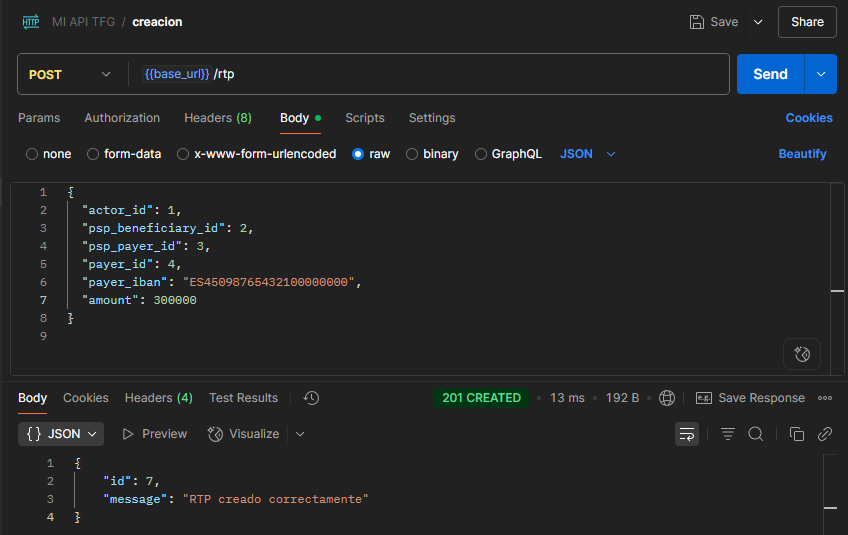 HTTP MI API TFG / creacion Save Share
POST {{base_url}} /rtp Send
Params Authorization Headers (8) Body Scripts Settings Cookies
none form-data x-www-form-urlencoded raw binary GraphQL JSON Beautify
1 {
2 "actor_id": 1,
3 "psp_beneficiary_id": 2,
4 "psp_payer_id": 3,
5 "payer_id": 4,
6 "payer_iban": "ES45098765432100000000",
7 "amount": 300000
8 }
9
Body Cookies Headers (4) Test Results 201 CREATED • 13 ms • 192 B • e.g. Save Response
{} JSON Preview Visualize
1 {
2 "id": 7,
3 "message": "RTP creado correctamente"
4 }